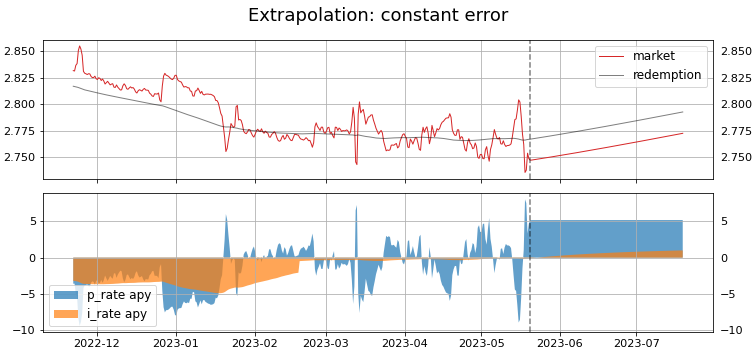 Extrapolation: constant error
2.850 2.850
market
redemption
2.825 2.825
2.800 2.800
2.775 2.775
2.750 2.750
5 5
0 0
−5 −5
p_rate apy
i_rate apy
−10 −10
2022-12 2023-01 2023-02 2023-03 2023-04 2023-05 2023-06 2023-07